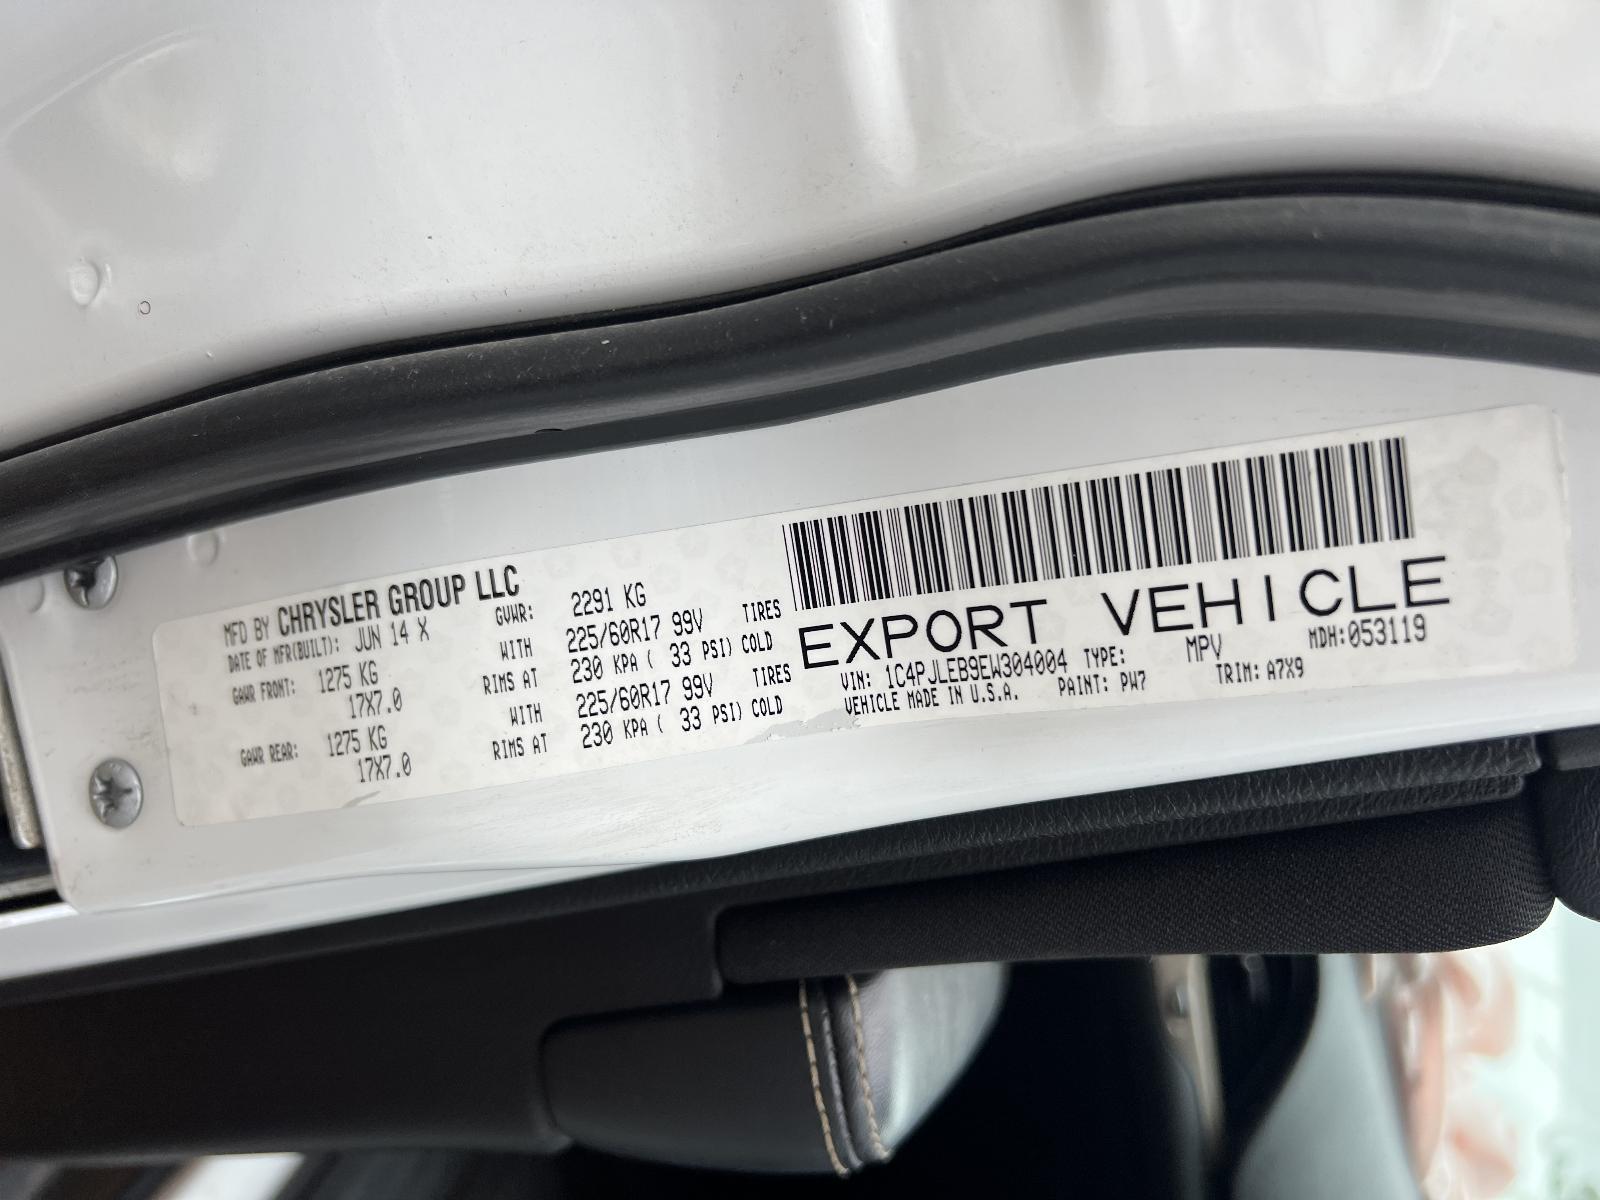 MFD BY CHRYSLER GROUP LLC
DATE OF MFR(BUILT): JUN 14 X GVWR: 2291 KG
GAWR FRONT: 1275 KG WITH 225/60R17 99V TIRES
17X7.0 RIMS AT 230 KPA ( 33 PSI) COLD
GAWR REAR: 1275 KG WITH 225/60R17 99V TIRES
17X7.0 RIMS AT 230 KPA ( 33 PSI) COLD
EXPORT VEHICLE
VIN: 1C4PJLEB9EW304004 TYPE: MPV MDH:053119
VEHICLE MADE IN U.S.A. PAINT: PW7 TRIM: A7X9